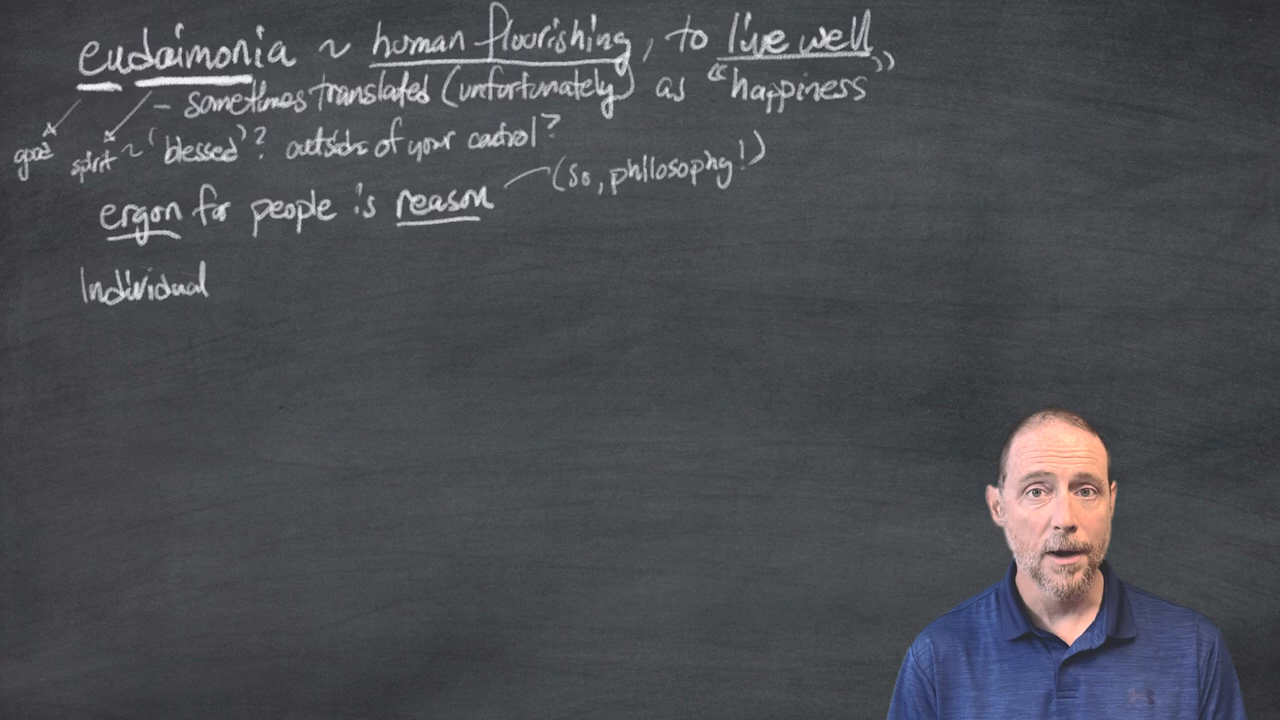 eudaimonia ~ human flourishing, to live well
- sometimes translated (unfortunately) as "happiness"
good spirit ~ 'blessed'? outside of your control?
ergon for people is reason (so, philosophy!)
Individual